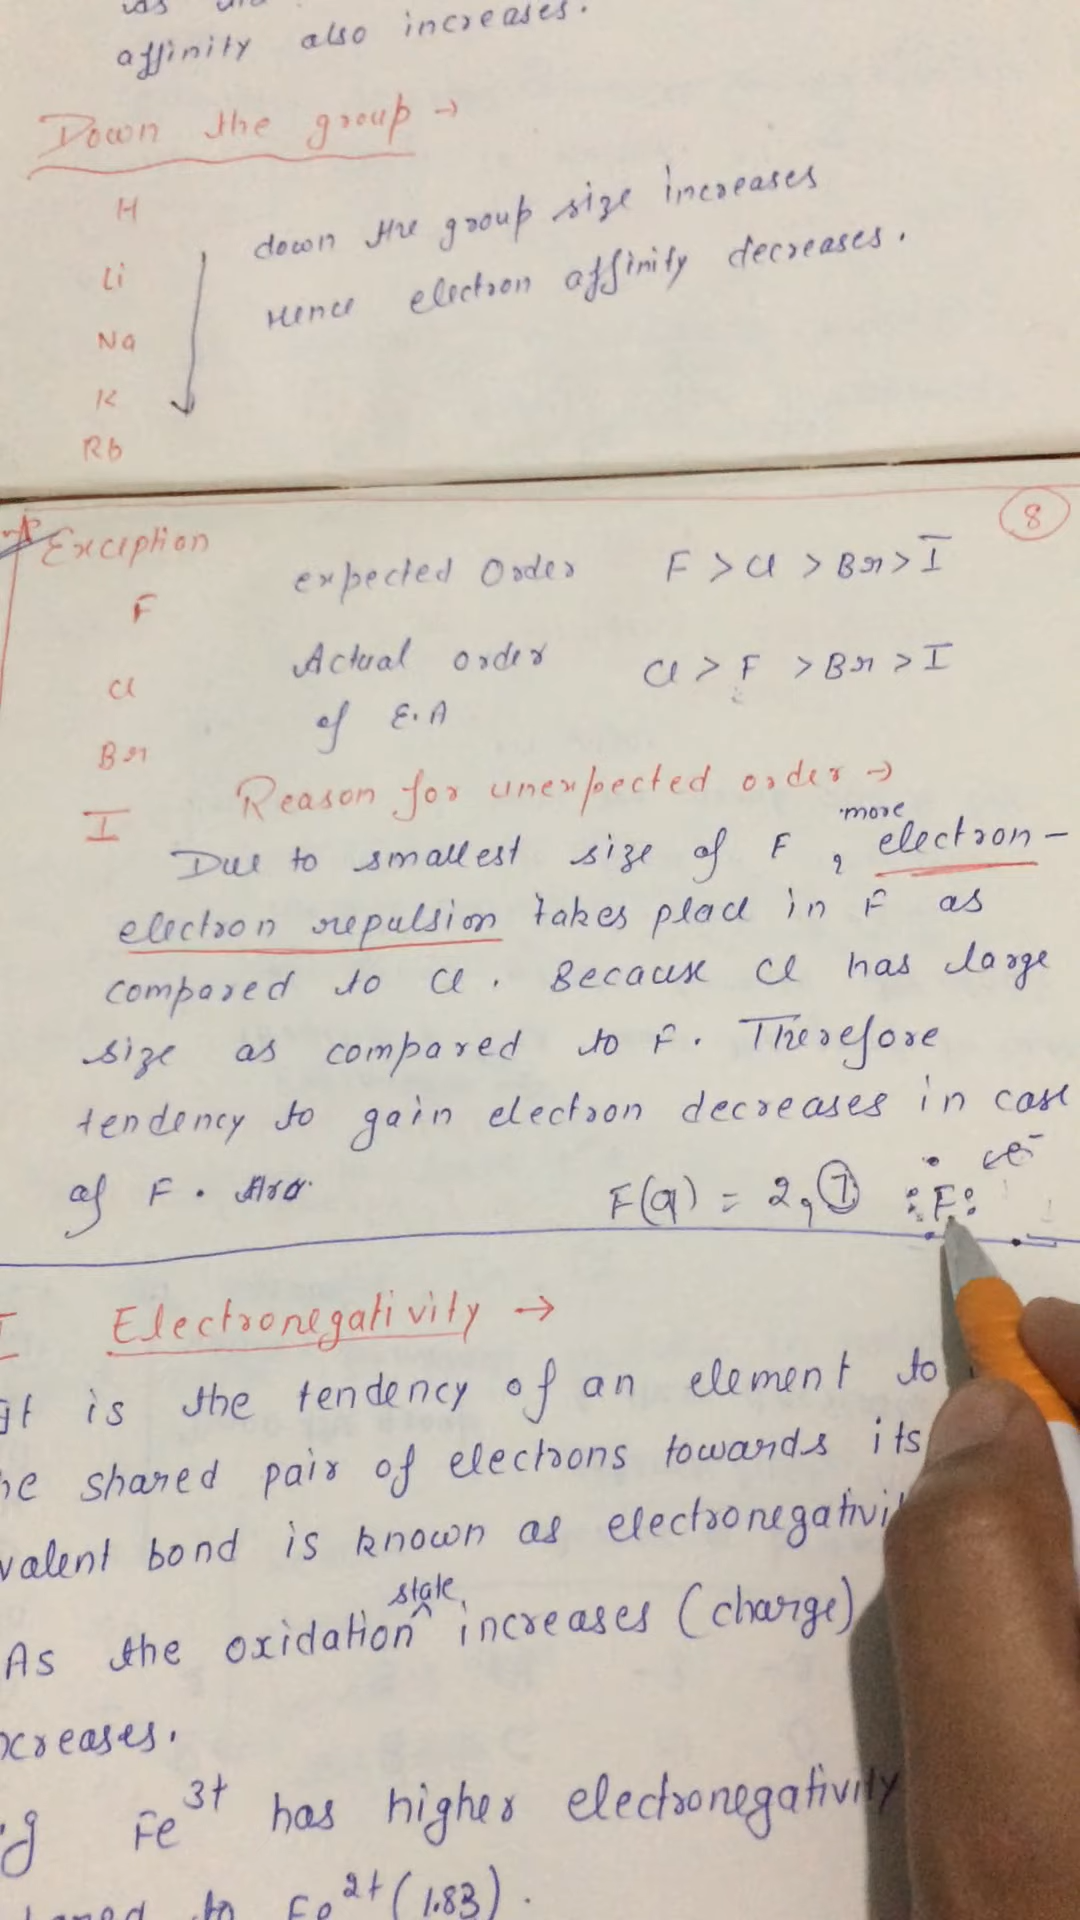 affinity also increases.
Down the group →
H
Li
Na
K
Rb
down the group size increases
Hence electron affinity decreases.
8
Exception
F
Cl
Br
I
expected Order F > Cl > Br > I
Actual order Cl > F > Br > I
of E.A
Reason for unexpected order →
Due to smallest size of F, more electron-
electron repulsion takes place in F as
compared to Cl. Because Cl has large
size as compared to F. Therefore
tendency to gain electron decreases in case
of F.
F(9) = 2, 7 F e-
Electronegativity →
It is the tendency of an element to
shared pair of electrons towards its
valent bond is known as electronegativi
As the oxidation state increases (charge)
creases.
Fe3+ has higher electronegativity
to Fe2+ (1.83).